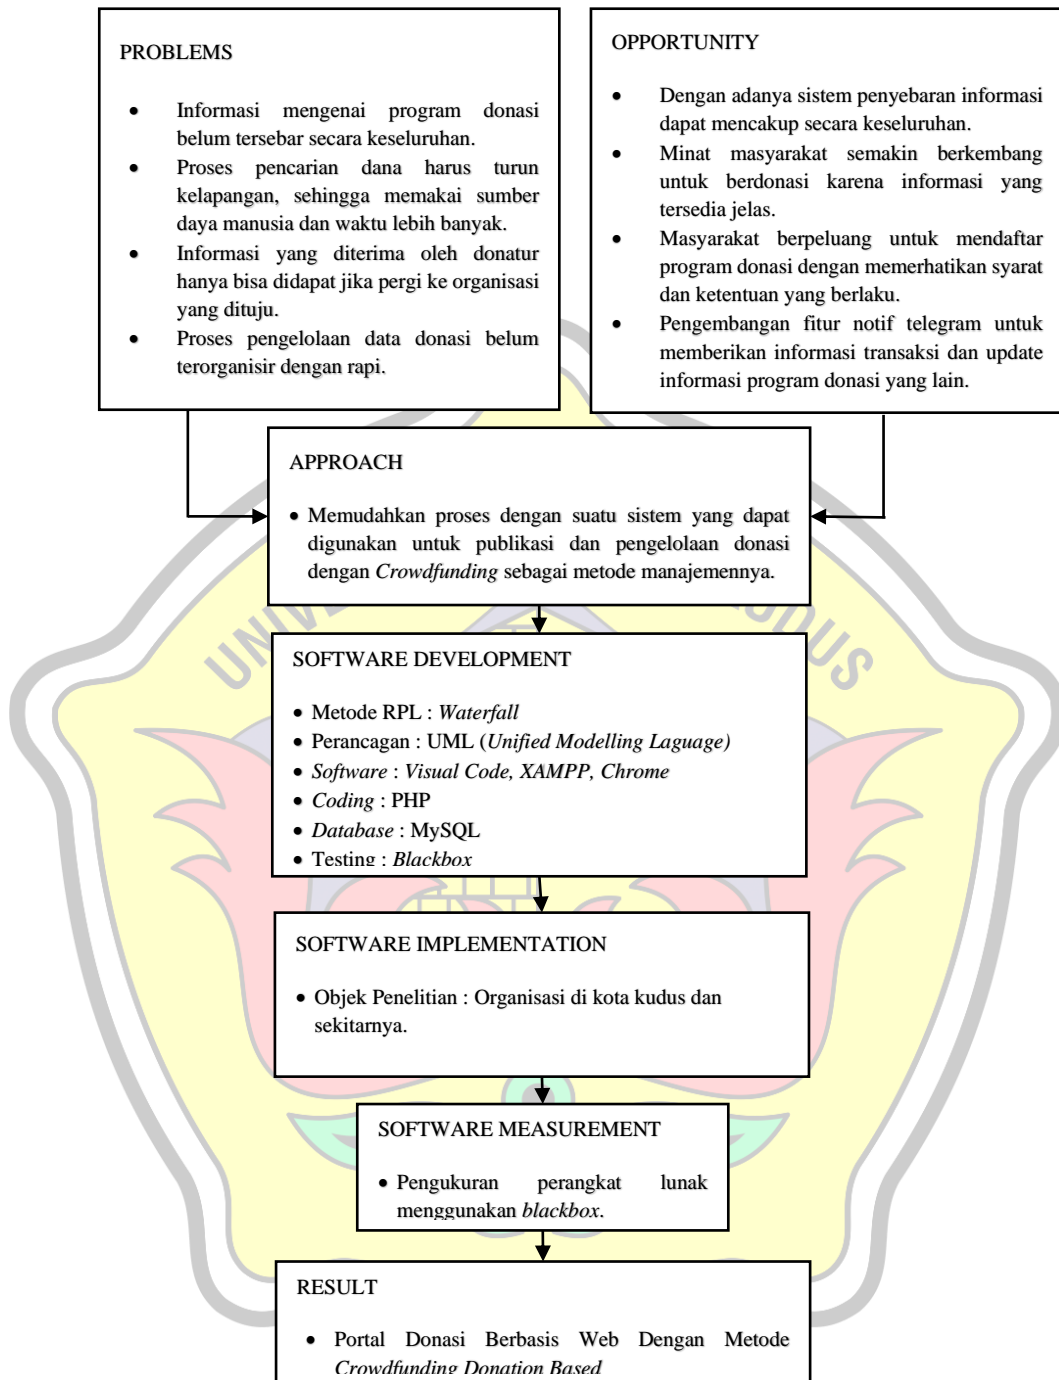 PROBLEMS
• Informasi mengenai program donasi
belum tersebar secara keseluruhan.
• Proses pencarian dana harus turun
kelapangan, sehingga memakai sumber
daya manusia dan waktu lebih banyak.
• Informasi yang diterima oleh donatur
hanya bisa didapat jika pergi ke organisasi
yang dituju.
• Proses pengelolaan data donasi belum
terorganisir dengan rapi.
OPPORTUNITY
• Dengan adanya sistem penyebaran informasi
dapat mencakup secara keseluruhan.
• Minat masyarakat semakin berkembang
untuk berdonasi karena informasi yang
tersedia jelas.
• Masyarakat berpeluang untuk mendaftar
program donasi dengan memerhatikan syarat
dan ketentuan yang berlaku.
• Pengembangan fitur notif telegram untuk
memberikan informasi transaksi dan update
informasi program donasi yang lain.
APPROACH
• Memudahkan proses dengan suatu sistem yang dapat
digunakan untuk publikasi dan pengelolaan donasi
dengan Crowdfunding sebagai metode manajemennya.
SOFTWARE DEVELOPMENT
• Metode RPL : Waterfall
• Perancagan : UML (Unified Modelling Laguage)
• Software : Visual Code, XAMPP, Chrome
• Coding : PHP
• Database : MySQL
• Testing : Blackbox
SOFTWARE IMPLEMENTATION
• Objek Penelitian : Organisasi di kota kudus dan
sekitarnya.
SOFTWARE MEASUREMENT
• Pengukuran perangkat lunak
menggunakan blackbox.
RESULT
• Portal Donasi Berbasis Web Dengan Metode
Crowdfunding Donation Based